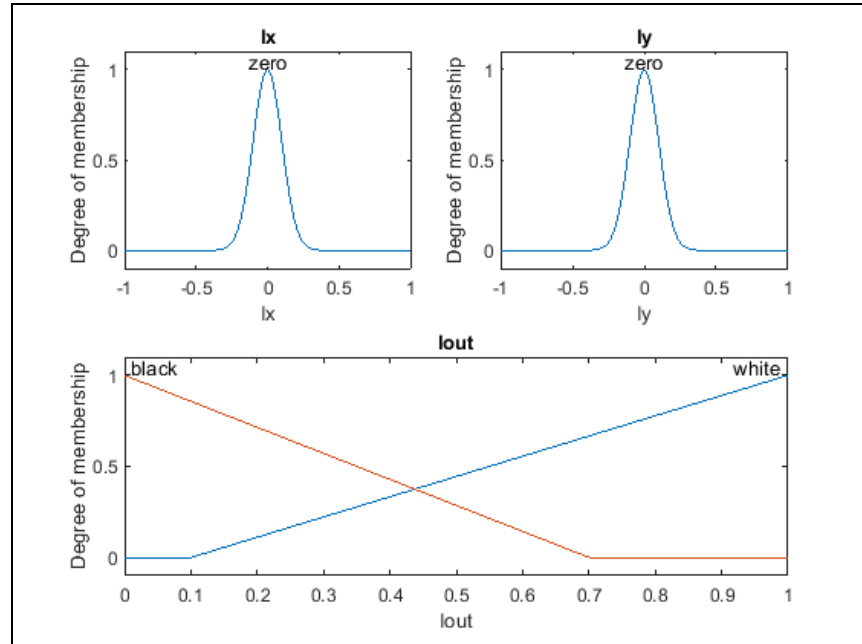 Ix
Degree of membership
zero
1
0.5
0
-1 -0.5 0 0.5 1
Ix
Iy
Degree of membership
zero
1
0.5
0
-1 -0.5 0 0.5 1
Iy
Iout
Degree of membership
black
white
1
0.5
0
0 0.1 0.2 0.3 0.4 0.5 0.6 0.7 0.8 0.9 1
Iout